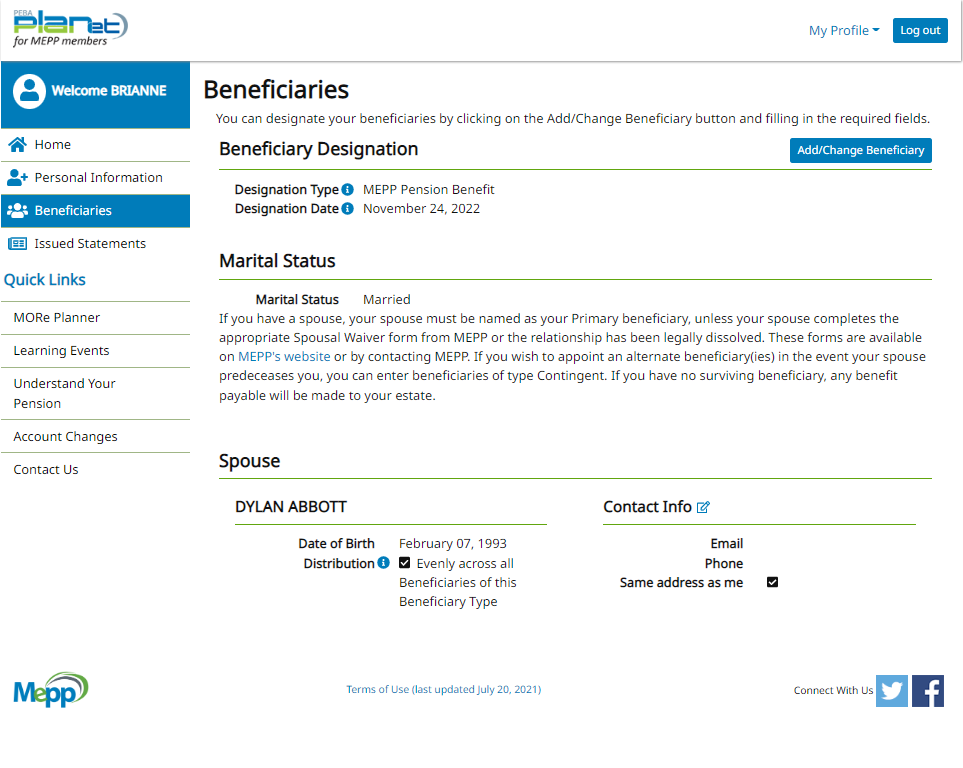 PEBA
PLANet
for MEPP members
My Profile
Log out
Welcome BRIANNE
Home
Personal Information
Beneficiaries
Issued Statements
Quick Links
MORe Planner
Learning Events
Understand Your
Pension
Account Changes
Contact Us
Beneficiaries
You can designate your beneficiaries by clicking on the Add/Change Beneficiary button and filling in the required fields.
Beneficiary Designation
Add/Change Beneficiary
Designation Type MEPP Pension Benefit
Designation Date November 24, 2022
Marital Status
Marital Status Married
If you have a spouse, your spouse must be named as your Primary beneficiary, unless your spouse completes the
appropriate Spousal Waiver form from MEPP or the relationship has been legally dissolved. These forms are available
on MEPP's website or by contacting MEPP. If you wish to appoint an alternate beneficiary(ies) in the event your spouse
predeceases you, you can enter beneficiaries of type Contingent. If you have no surviving beneficiary, any benefit
payable will be made to your estate.
Spouse
DYLAN ABBOTT
Date of Birth February 07, 1993
Distribution Evenly across all
Beneficiaries of this
Beneficiary Type
Contact Info
Email
Phone
Same address as me
Mepp
Terms of Use (last updated July 20, 2021)
Connect With Us